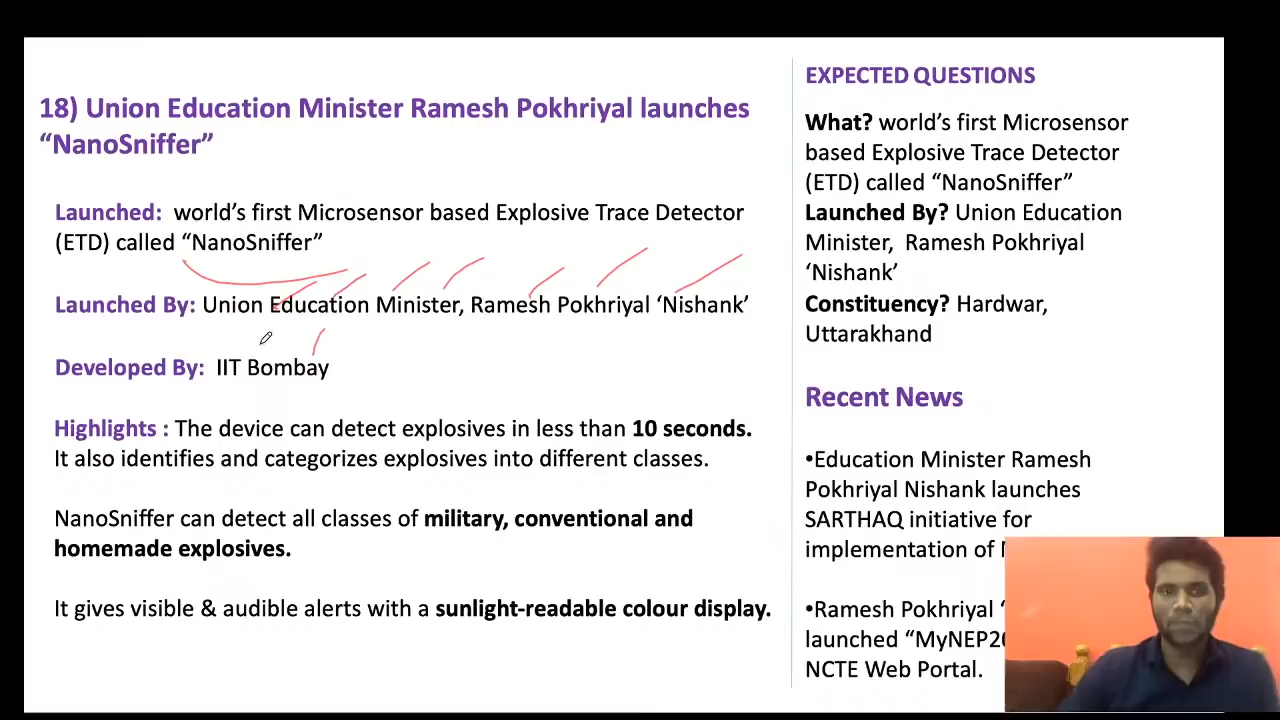 18) Union Education Minister Ramesh Pokhriyal launches
“NanoSniffer”
Launched: world’s first Microsensor based Explosive Trace Detector
(ETD) called “NanoSniffer”
Launched By: Union Education Minister, Ramesh Pokhriyal ‘Nishank’
Developed By: IIT Bombay
Highlights : The device can detect explosives in less than 10 seconds.
It also identifies and categorizes explosives into different classes.
NanoSniffer can detect all classes of military, conventional and
homemade explosives.
It gives visible & audible alerts with a sunlight-readable colour display.
EXPECTED QUESTIONS
What? world’s first Microsensor
based Explosive Trace Detector
(ETD) called “NanoSniffer”
Launched By? Union Education
Minister, Ramesh Pokhriyal
‘Nishank’
Constituency? Hardwar,
Uttarakhand
Recent News
•Education Minister Ramesh
Pokhriyal Nishank launches
SARTHAQ initiative for
implementation of
•Ramesh Pokhriyal ‘
launched “MyNEP2
NCTE Web Portal.